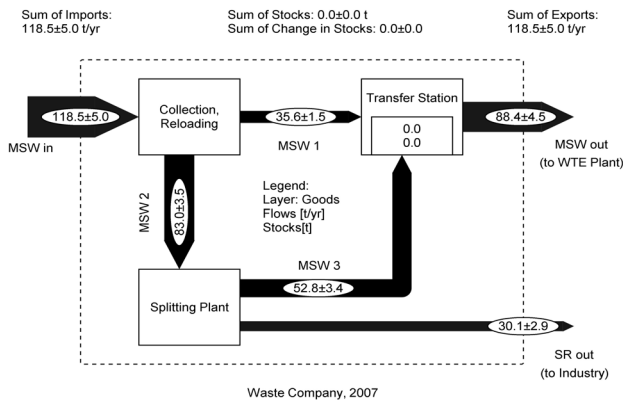 Sum of Imports:
118.5±5.0 t/yr
Sum of Stocks: 0.0±0.0 t
Sum of Change in Stocks: 0.0±0.0
Sum of Exports:
118.5±5.0 t/yr
118.5±5.0
MSW in
Collection,
Reloading
35.6±1.5
MSW 1
Transfer Station
0.0
0.0
88.4±4.5
MSW out
(to WTE Plant)
MSW 2
83.0±3.5
Legend:
Layer: Goods
Flows [t/yr]
Stocks[t]
MSW 3
52.8±3.4
Splitting Plant
30.1±2.9
SR out
(to Industry)
Waste Company, 2007